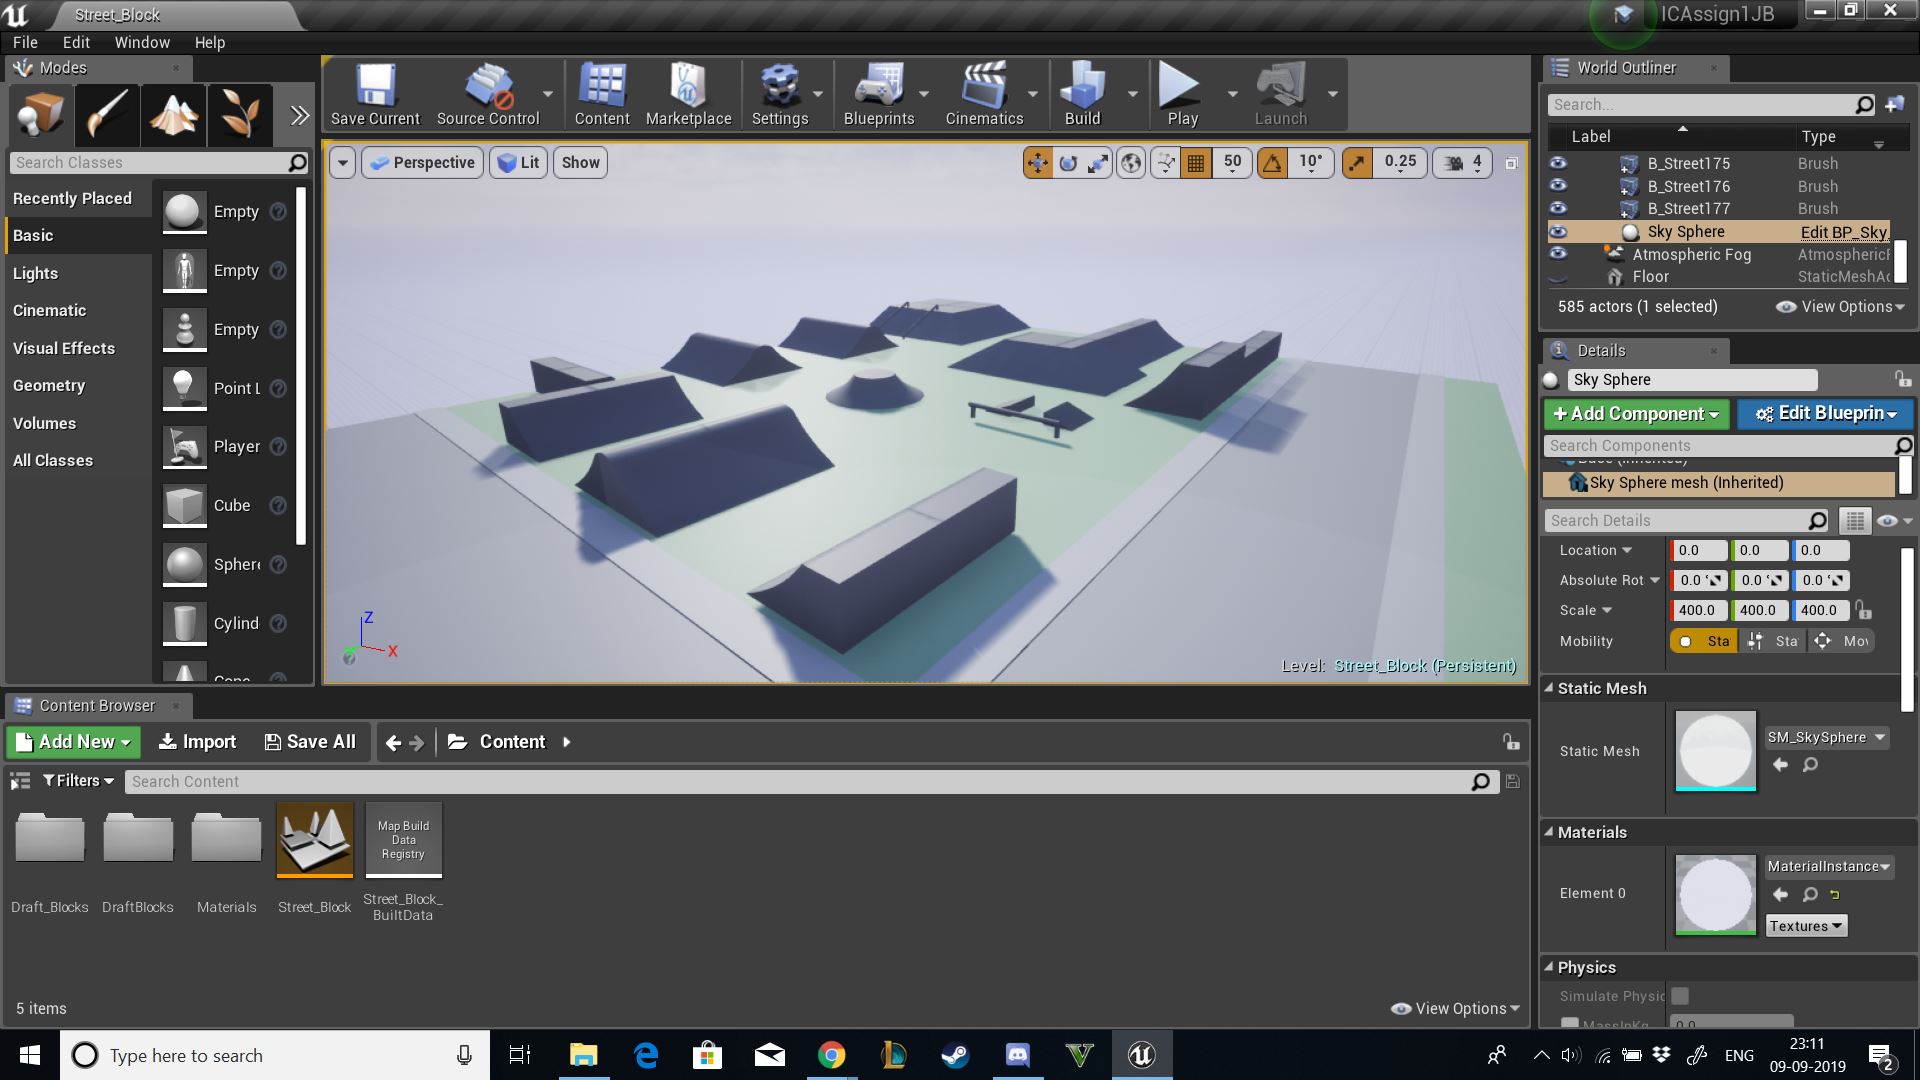 Street_Block
ICAssign1JB
File Edit Window Help
Modes
Search Classes
Recently Placed
Basic
Lights
Cinematic
Visual Effects
Geometry
Volumes
All Classes
Empty
Empty
Empty
Point L
Player
Cube
Sphere
Cylind
Cone
Save Current
Source Control
Content
Marketplace
Settings
Blueprints
Cinematics
Build
Play
Launch
Perspective
Lit
Show
50
10°
0.25
4
Z
X
Level: Street_Block (Persistent)
World Outliner
Search...
Label Type
B_Street175 Brush
B_Street176 Brush
B_Street177 Brush
Sky Sphere Edit BP_Sky
Atmospheric Fog AtmosphericF
Floor StaticMeshAc
585 actors (1 selected)
View Options
Details
Sky Sphere
+Add Component
Edit Blueprin
Search Components
Base (Inherited)
Sky Sphere mesh (Inherited)
Search Details
Location 0.0 0.0 0.0
Absolute Rot 0.0 ° 0.0 ° 0.0 °
Scale 400.0 400.0 400.0
Mobility Sta Sta Mov
Static Mesh
Static Mesh
SM_SkySphere
Materials
Element 0
MaterialInstance
Textures
Physics
Simulate Physic
MassInKg 0.0
Content Browser
Add New
Import
Save All
Content
Filters
Search Content
Draft_Blocks
DraftBlocks
Materials
Street_Block
Map Build
Data
Registry
Street_Block_
BuiltData
5 items
View Options
Type here to search
ENG
23:11
09-09-2019
2